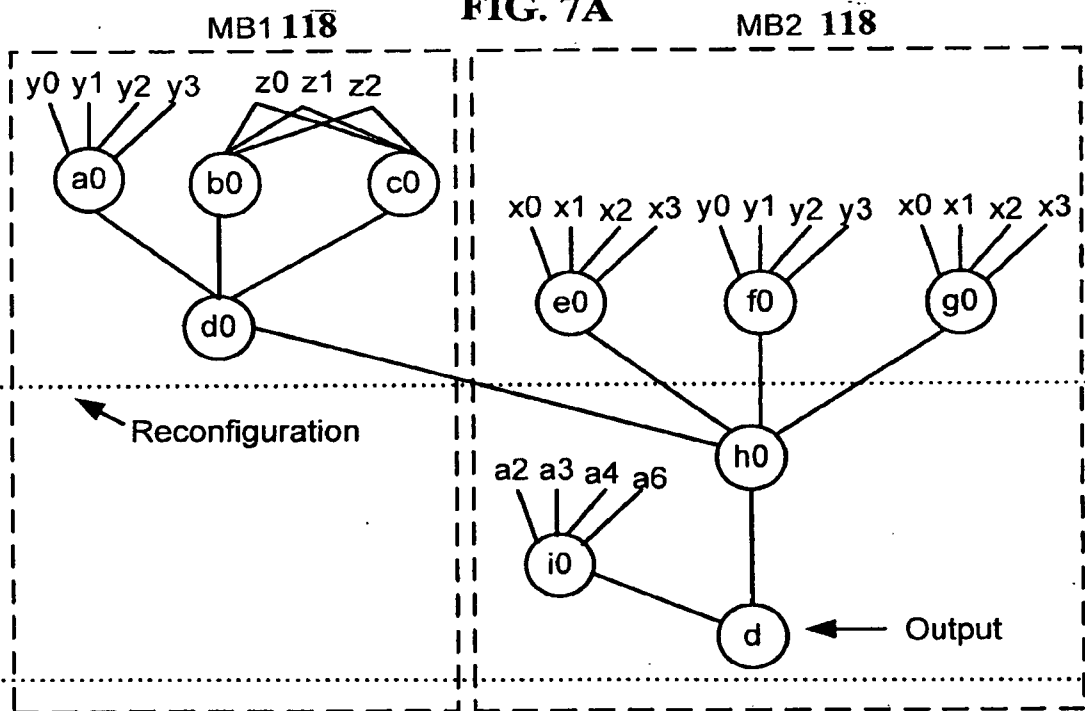 FIG. 7A
MB1 118
MB2 118
y0 y1 y2 y3
z0 z1 z2
a0
b0
c0
x0 x1 x2 x3
y0 y1 y2 y3
x0 x1 x2 x3
e0
f0
g0
d0
Reconfiguration
h0
a2 a3 a4 a6
i0
d
Output